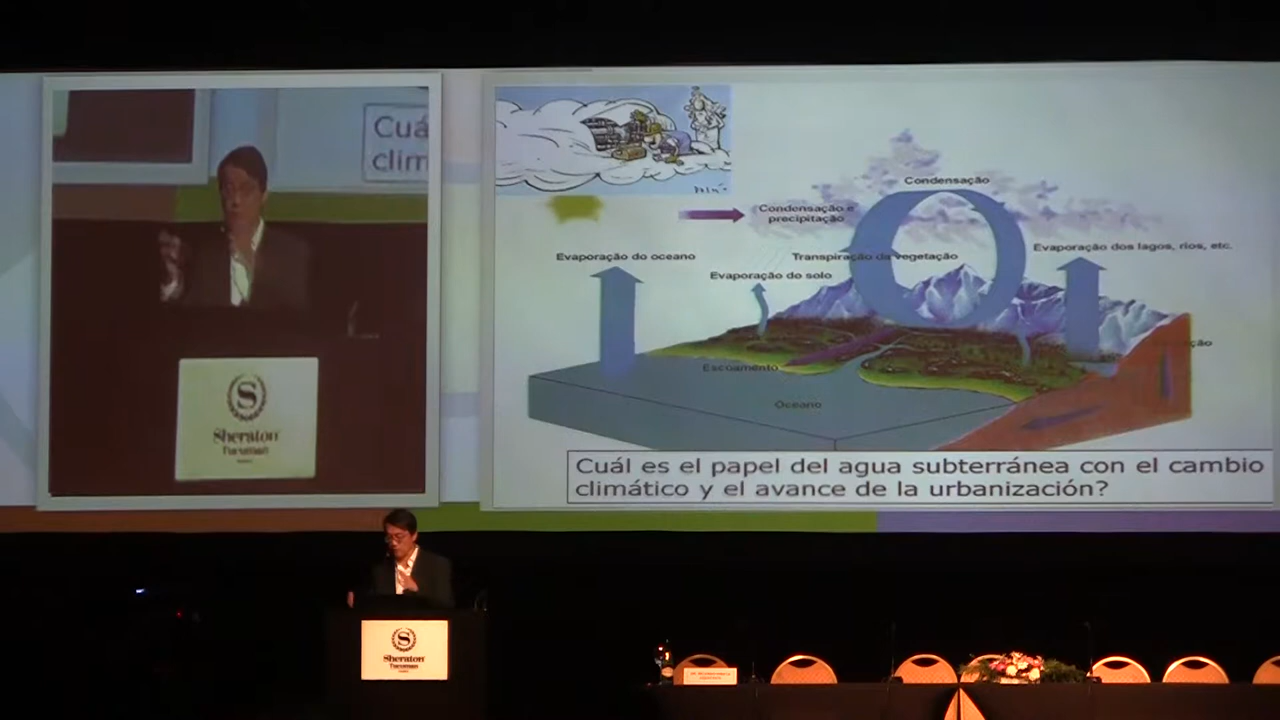 Cuá
clim
S
Sheraton
Tucuman
Condensação
Condensação e
precipitação
Evaporação dos lagos, rios, etc.
Evaporação do oceano
Transpiração da vegetação
Evaporação do solo
Escoamento
Oceano
Cuál es el papel del agua subterránea con el cambio
climático y el avance de la urbanización?
S
Sheraton
Tucuman